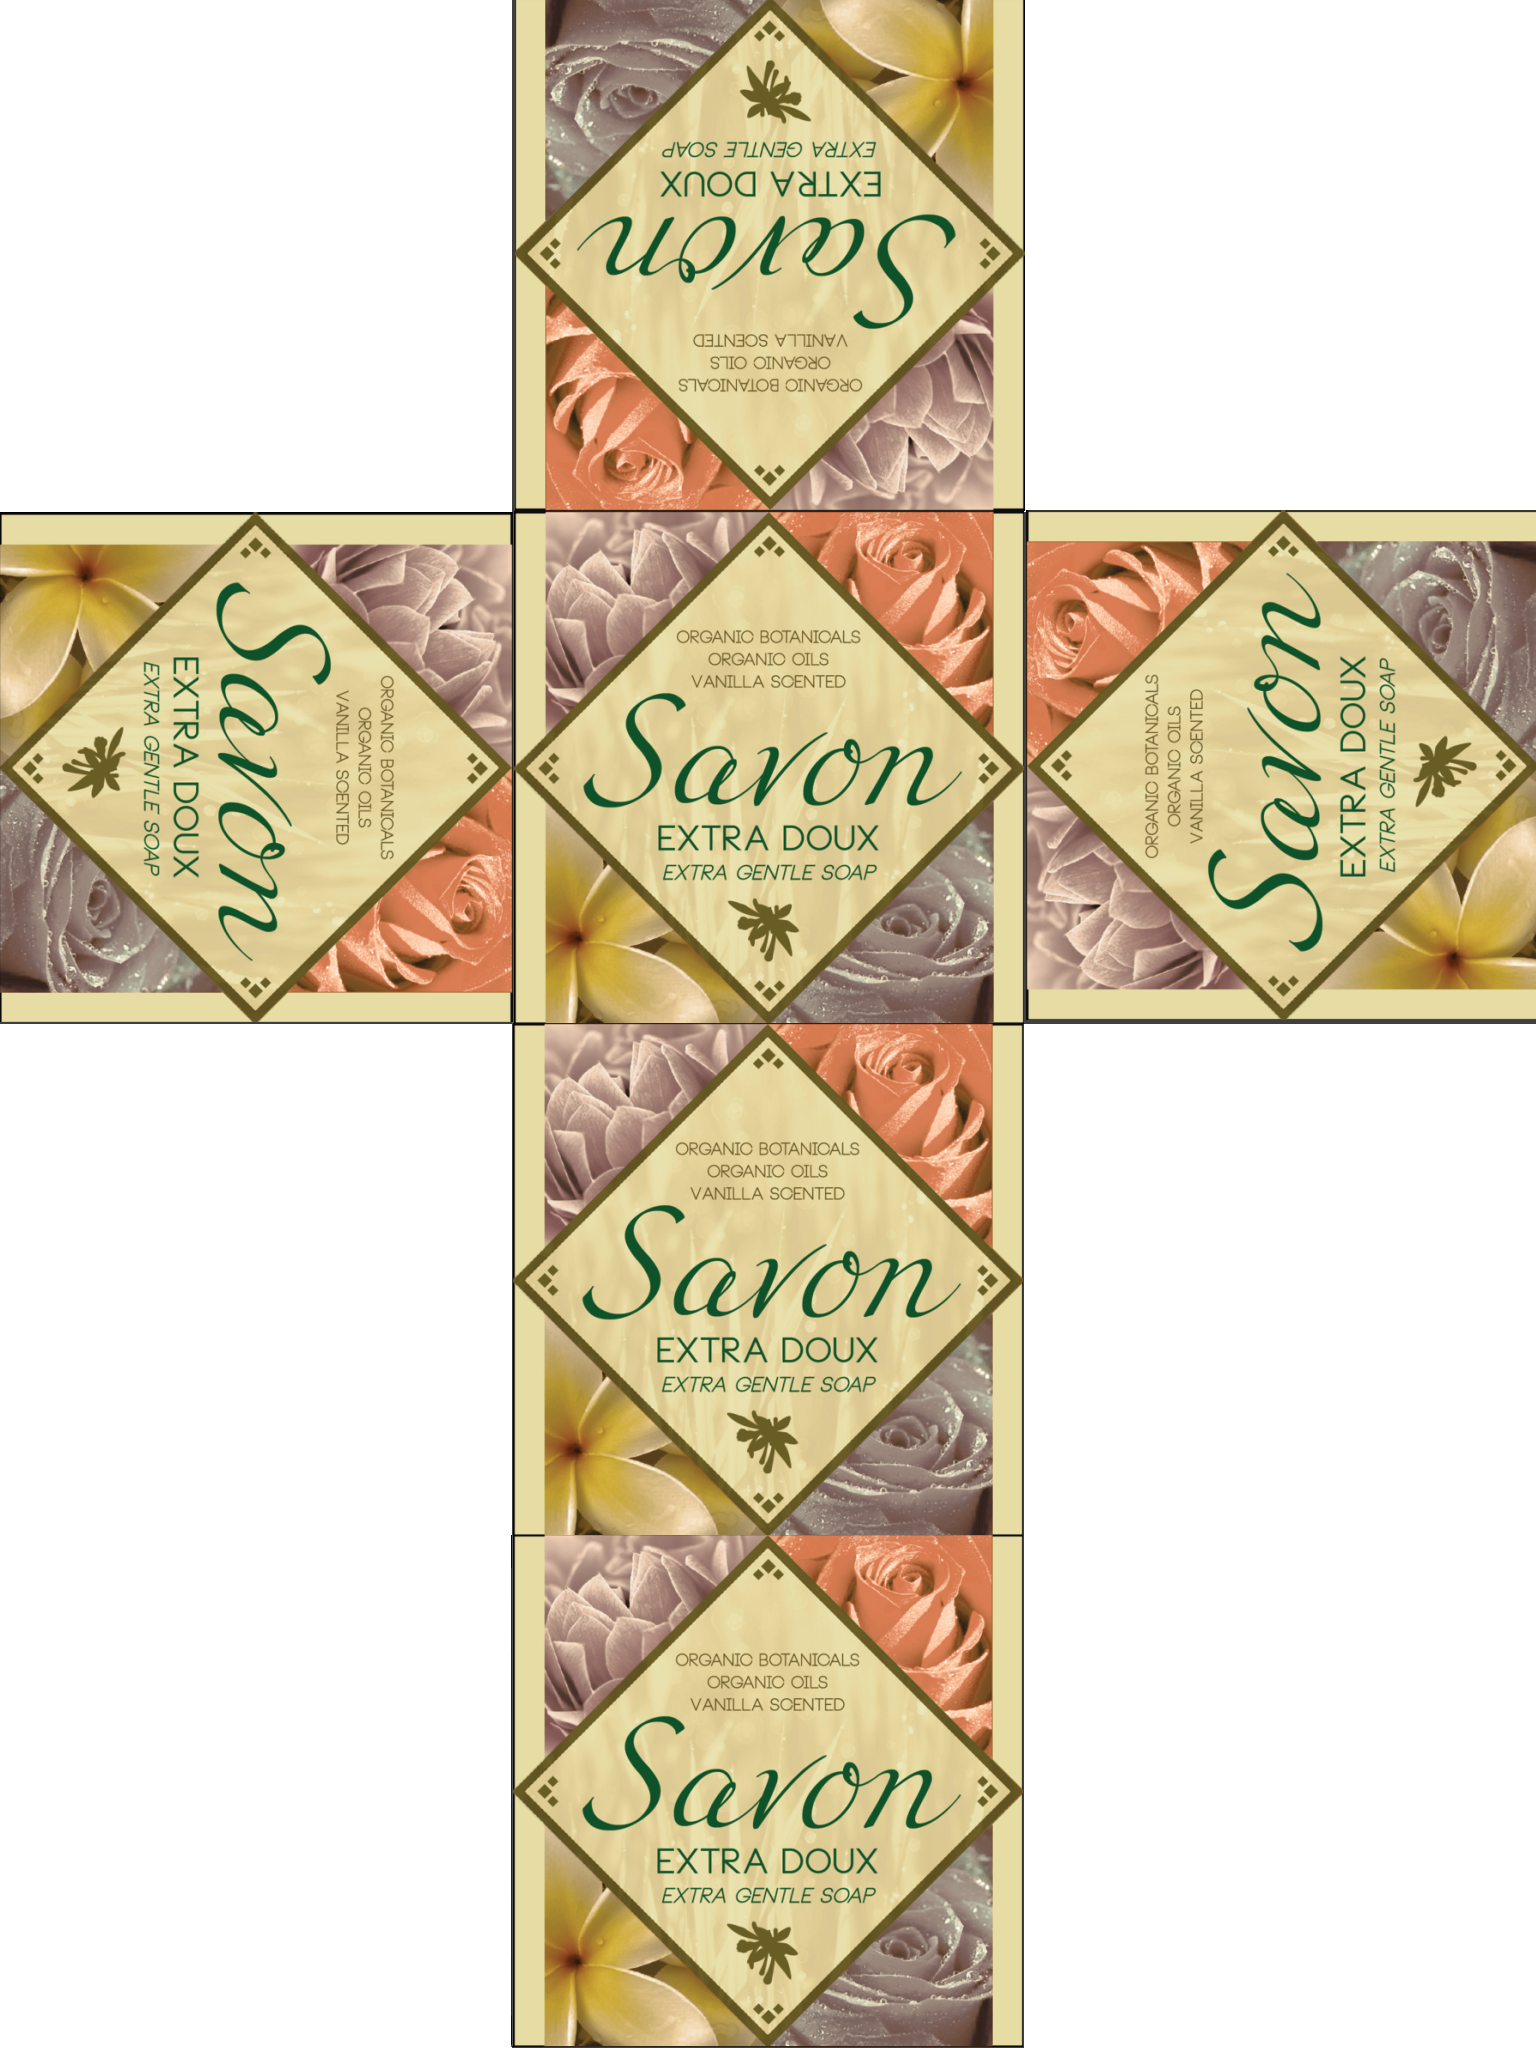 EXTRA GENTLE SOAP
EXTRA DOUX
Savon
VANILLA SCENTED
ORGANIC OILS
ORGANIC BOTANICALS
ORGANIC BOTANICALS
ORGANIC OILS
VANILLA SCENTED
Savon
EXTRA DOUX
EXTRA GENTLE SOAP
ORGANIC BOTANICALS
ORGANIC OILS
VANILLA SCENTED
Savon
EXTRA DOUX
EXTRA GENTLE SOAP
ORGANIC BOTANICALS
ORGANIC OILS
VANILLA SCENTED
Savon
EXTRA DOUX
EXTRA GENTLE SOAP
ORGANIC BOTANICALS
ORGANIC OILS
VANILLA SCENTED
Savon
EXTRA DOUX
EXTRA GENTLE SOAP
ORGANIC BOTANICALS
ORGANIC OILS
VANILLA SCENTED
Savon
EXTRA DOUX
EXTRA GENTLE SOAP